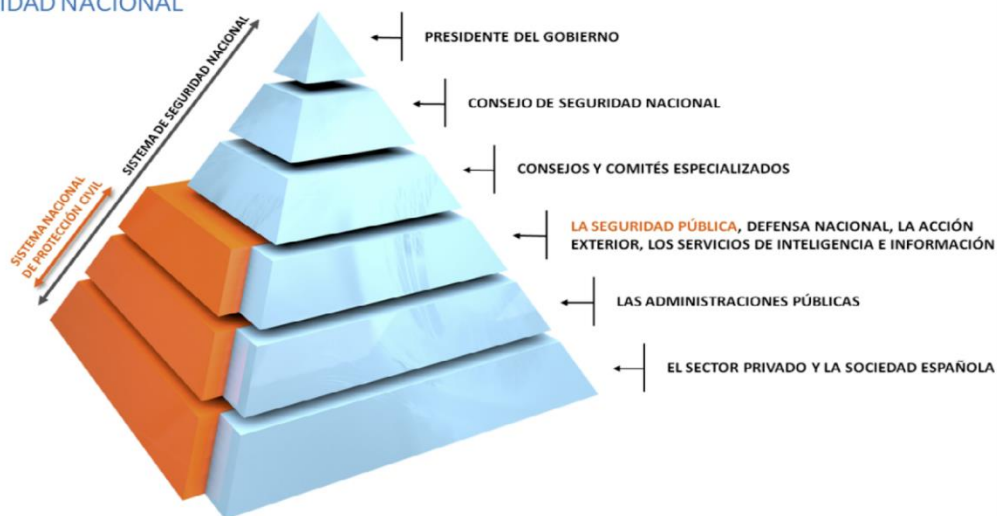 IDAD NACIONAL
SISTEMA DE SEGURIDAD NACIONAL
SISTEMA NACIONAL
DE PROTECCIÓN CIVIL
PRESIDENTE DEL GOBIERNO
CONSEJO DE SEGURIDAD NACIONAL
CONSEJOS Y COMITÉS ESPECIALIZADOS
LA SEGURIDAD PÚBLICA, DEFENSA NACIONAL, LA ACCIÓN
EXTERIOR, LOS SERVICIOS DE INTELIGENCIA E INFORMACIÓN
LAS ADMINISTRACIONES PÚBLICAS
EL SECTOR PRIVADO Y LA SOCIEDAD ESPAÑOLA